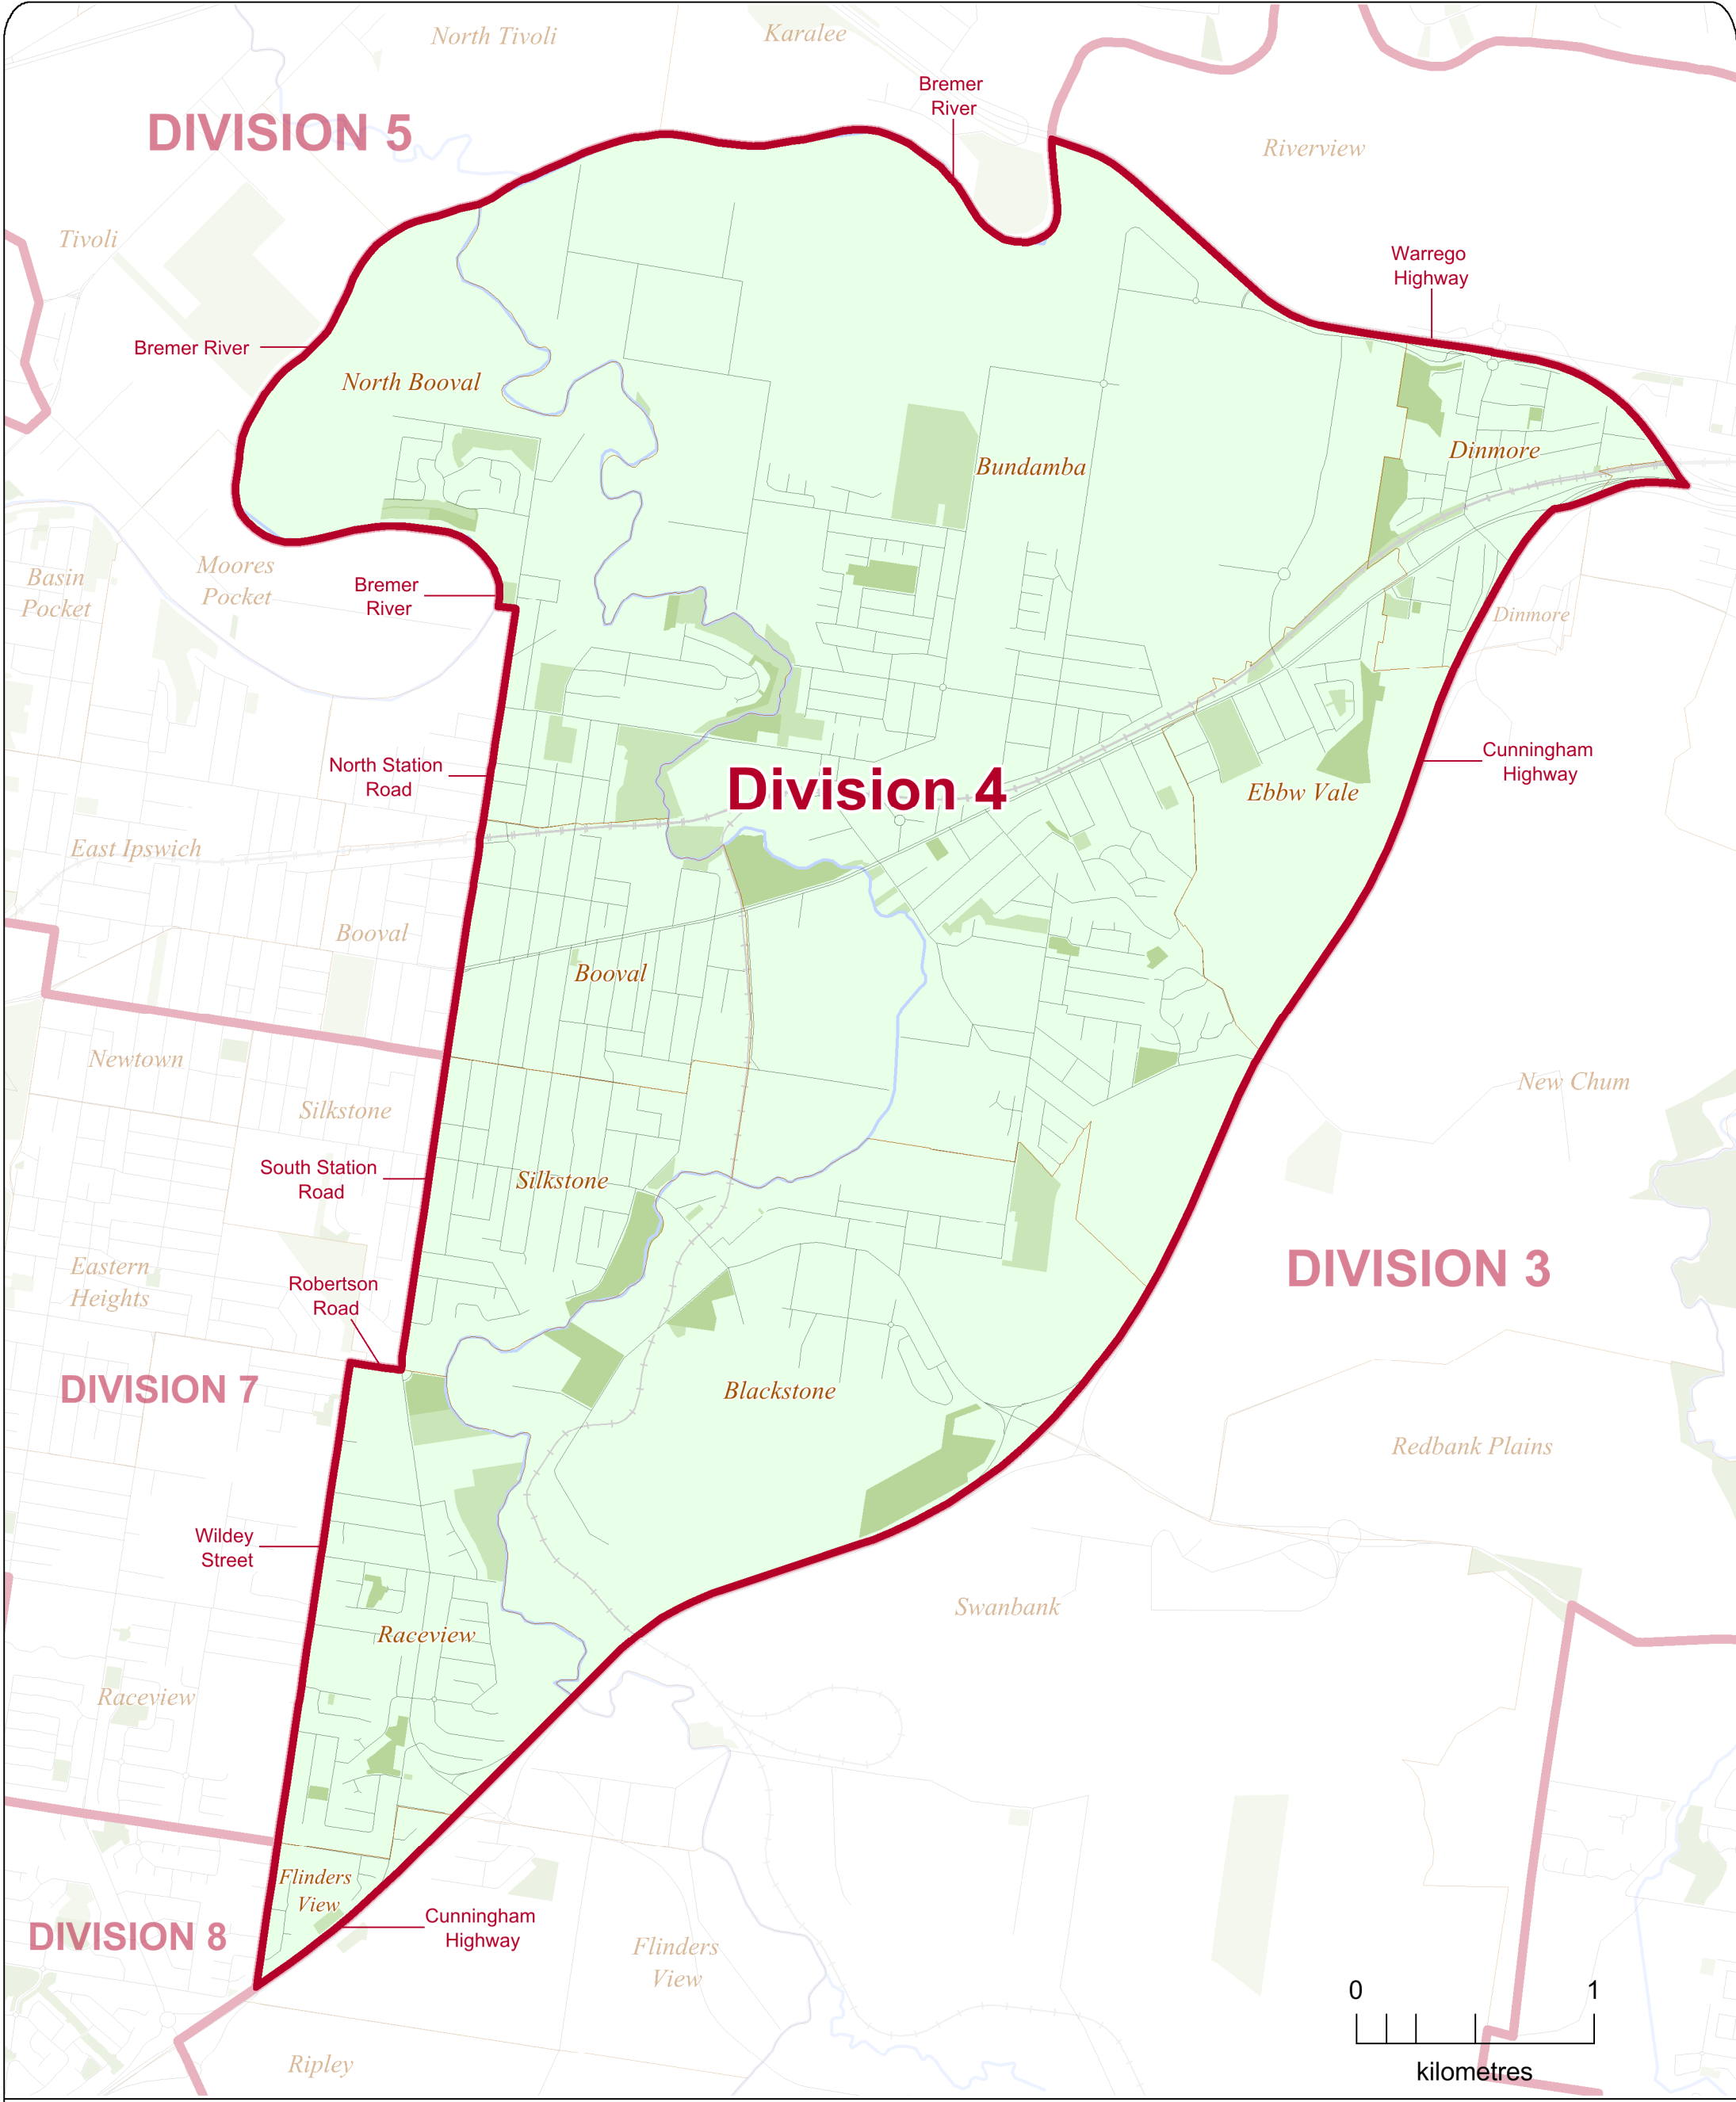 North Tivoli
Karalee
Bremer
River
DIVISION 5
Riverview
Tivoli
Warrego
Highway
Bremer River
North Booval
Dinmore
Bundamba
Moores
Pocket
Basin
Pocket
Bremer
River
Dinmore
North Station
Road
Division 4
Cunningham
Highway
Ebbw Vale
East Ipswich
Booval
Booval
Newtown
New Chum
Silkstone
South Station
Road
Silkstone
Eastern
Heights
DIVISION 3
Robertson
Road
DIVISION 7
Blackstone
Redbank Plains
Wildey
Street
Swanbank
Raceview
Raceview
Flinders
View
DIVISION 8
Cunningham
Highway
Flinders
View
0 1
kilometres
Ripley